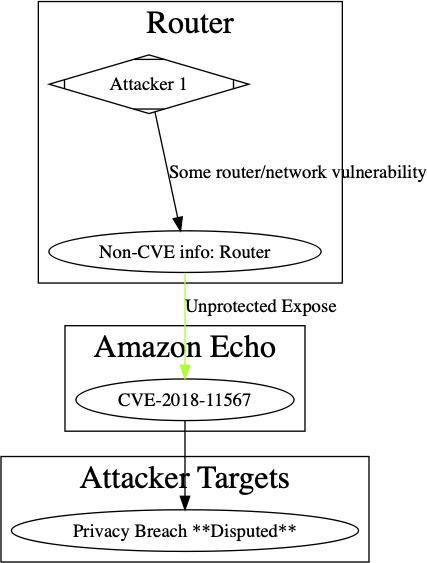 Router
Attacker 1
Some router/network vulnerability
Non-CVE info: Router
Unprotected Expose
Amazon Echo
CVE-2018-11567
Attacker Targets
Privacy Breach **Disputed**